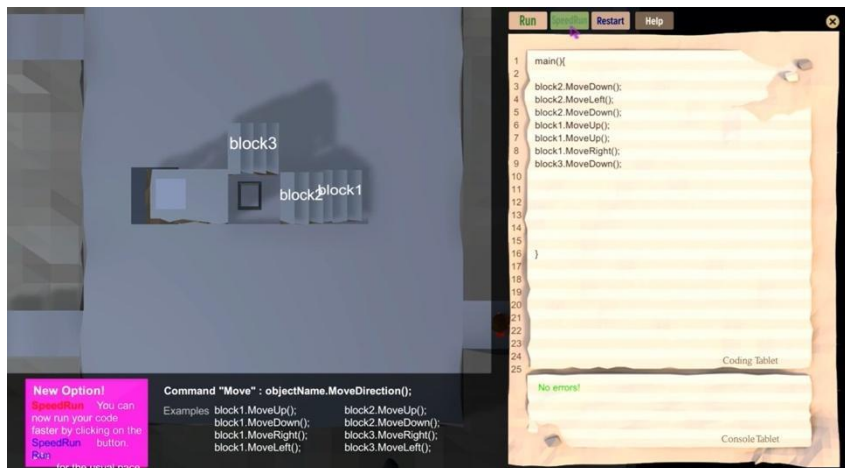 Run SpeedRun Restart Help
block3
block2 block1
1 main(){
2
3 block2.MoveDown();
4 block2.MoveLeft();
5 block2.MoveDown();
6 block1.MoveUp();
7 block1.MoveUp();
8 block1.MoveRight();
9 block3.MoveDown();
10
11
12
13
14
15
16 }
17
18
19
20
21
22
23
24
25
Coding Tablet
No errors!
Console Tablet
New Option!
SpeedRun You can
now run your code
faster by clicking on the
SpeedRun button.
Run
for the usual pace
Command "Move" : objectName.MoveDirection();
Examples block1.MoveUp(); block2.MoveUp();
block1.MoveDown(); block2.MoveDown();
block1.MoveRight(); block3.MoveRight();
block1.MoveLeft(); block3.MoveLeft();